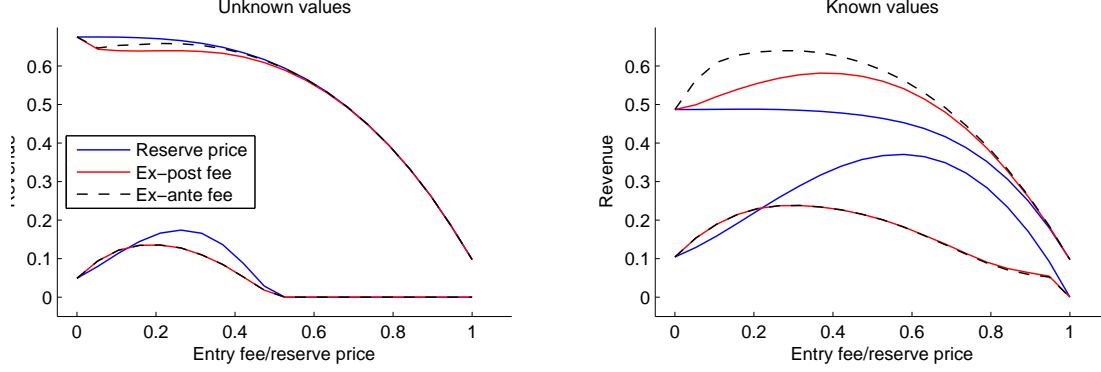 Unknown values
0.6
0.5
0.4
0.3
0.2
0.1
0
Reserve price
Ex−post fee
Ex−ante fee
0 0.2 0.4 0.6 0.8 1
Entry fee/reserve price
Known values
Revenue
0.6
0.5
0.4
0.3
0.2
0.1
0
0 0.2 0.4 0.6 0.8 1
Entry fee/reserve price